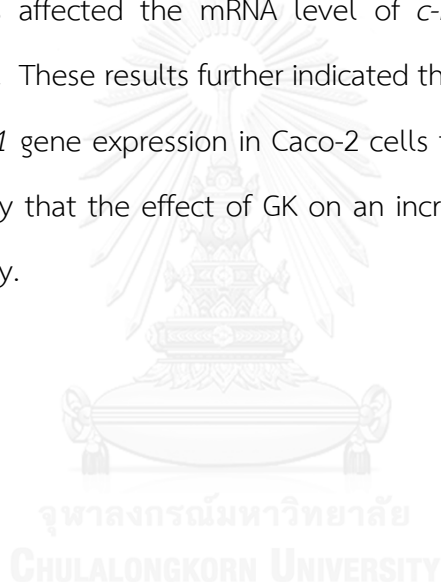 affected the mRNA level of c-
These results further indicated th
1 gene expression in Caco-2 cells
y that the effect of GK on an incr
y.
จุฬาลงกรณ์มหาวิทยาลัย
CHULALONGKORN UNIVERSITY